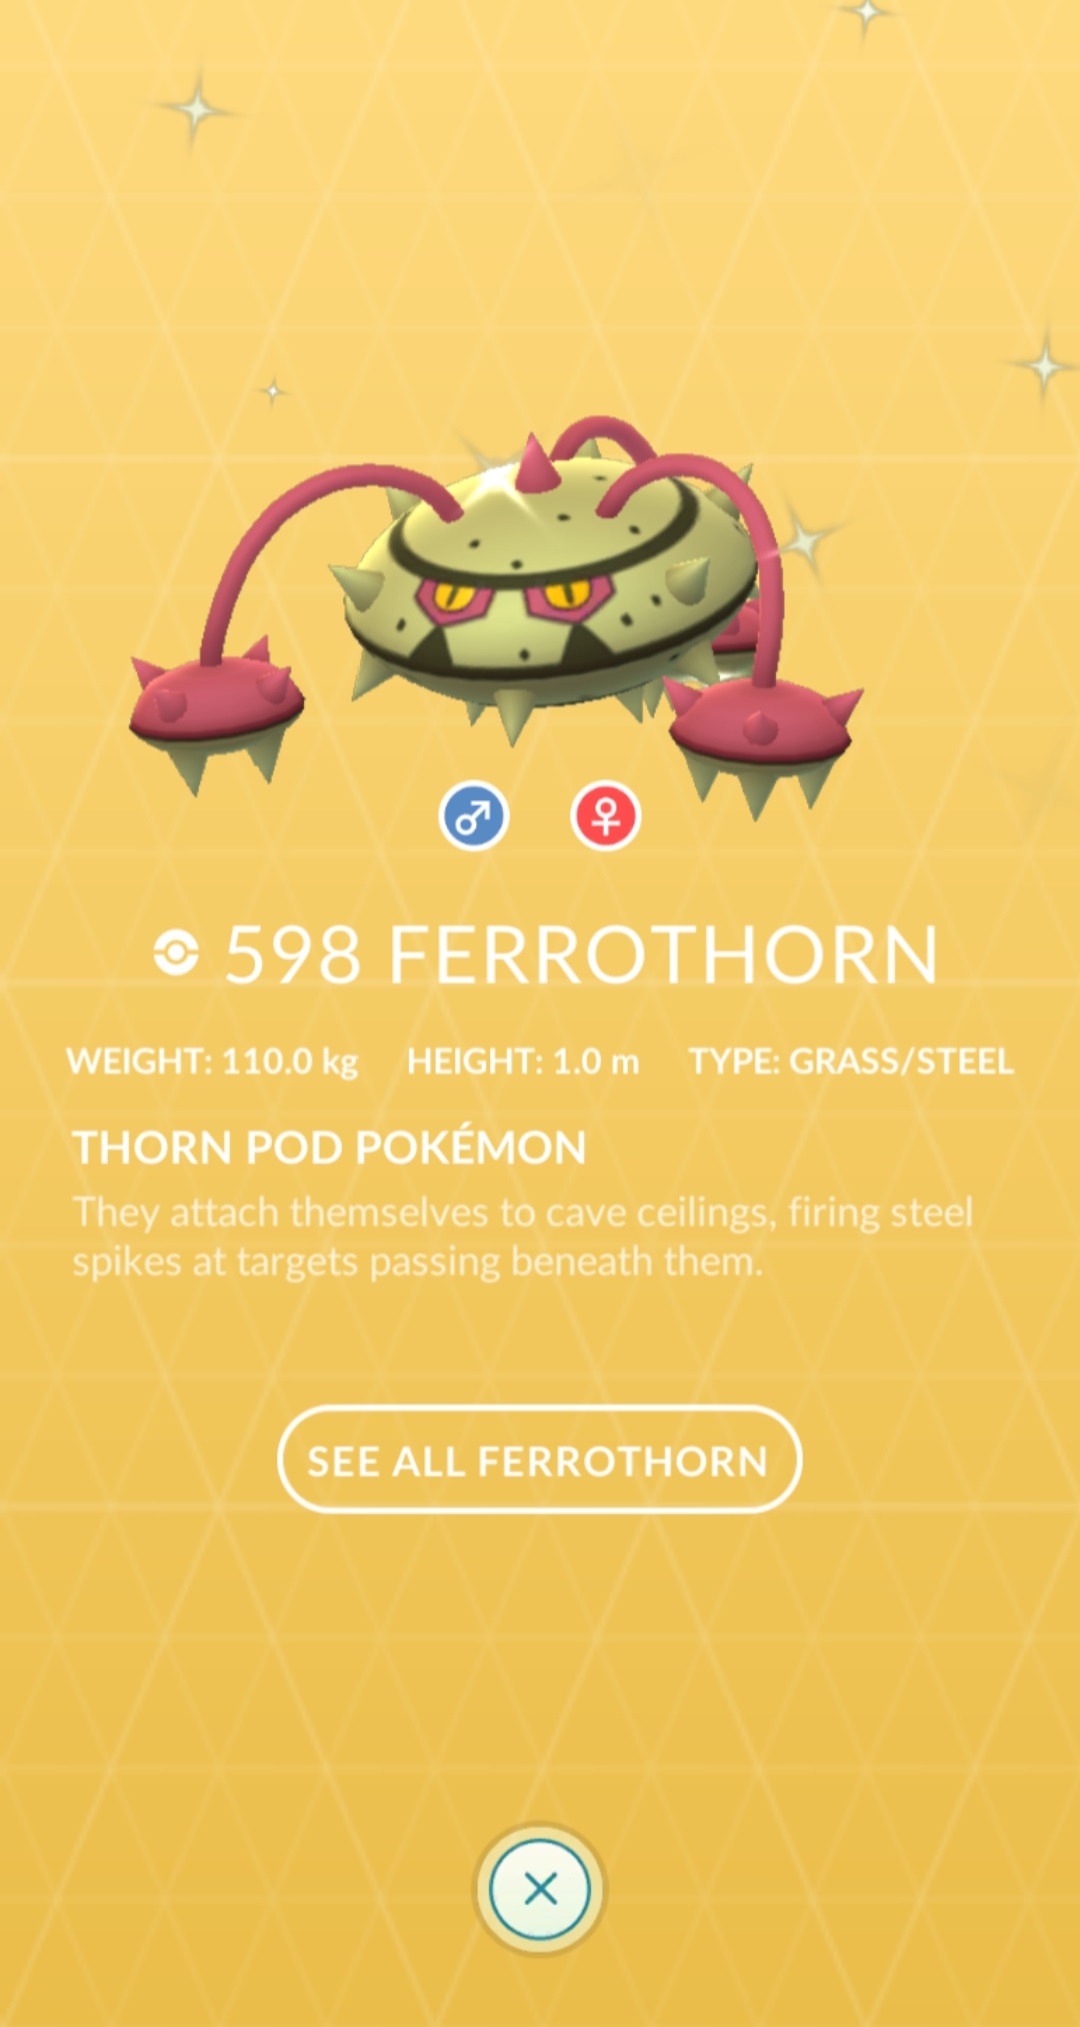 598 FERROTHORN
WEIGHT: 110.0 kg HEIGHT: 1.0 m TYPE: GRASS/STEEL
THORN POD POKÉMON
They attach themselves to cave ceilings, firing steel
spikes at targets passing beneath them.
SEE ALL FERROTHORN